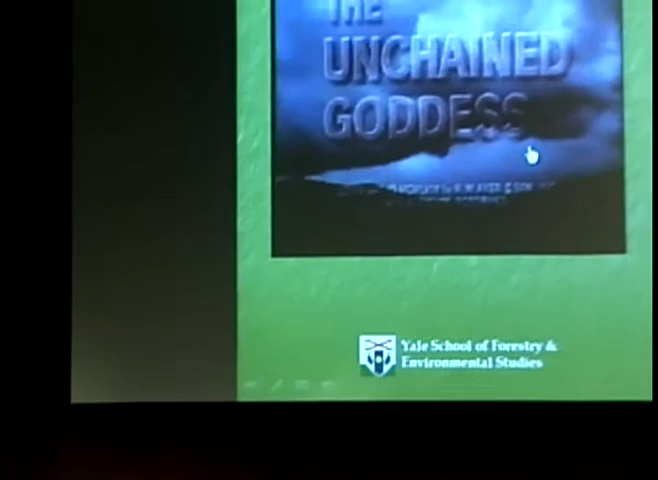 THE
UNCHAINED
GODDESS
Yale School of Forestry &
Environmental Studies